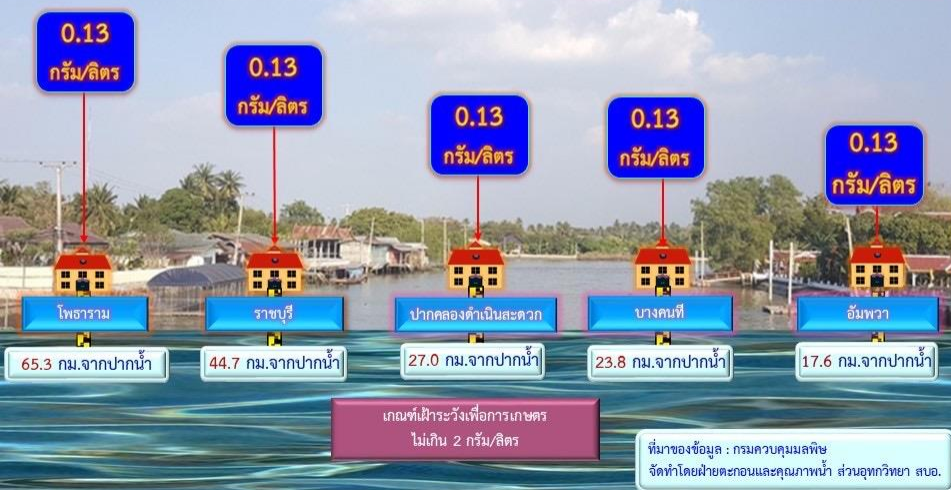 0.13
กรัม/ลิตร
0.13
กรัม/ลิตร
0.13
กรัม/ลิตร
0.13
กรัม/ลิตร
0.13
กรัม/ลิตร
โพธาราม
ราชบุรี
ปากคลองดำเนินสะดวก
บางคนที
อัมพวา
65.3 กม.จากปากน้ำ
44.7 กม.จากปากน้ำ
27.0 กม.จากปากน้ำ
23.8 กม.จากปากน้ำ
17.6 กม.จากปากน้ำ
เกณฑ์เฝ้าระวังเพื่อการเกษตร
ไม่เกิน 2 กรัม/ลิตร
ที่มาของข้อมูล : กรมควบคุมมลพิษ
จัดทำโดยฝ่ายตะกอนและคุณภาพน้ำ ส่วนอุทกวิทยา สบอ.